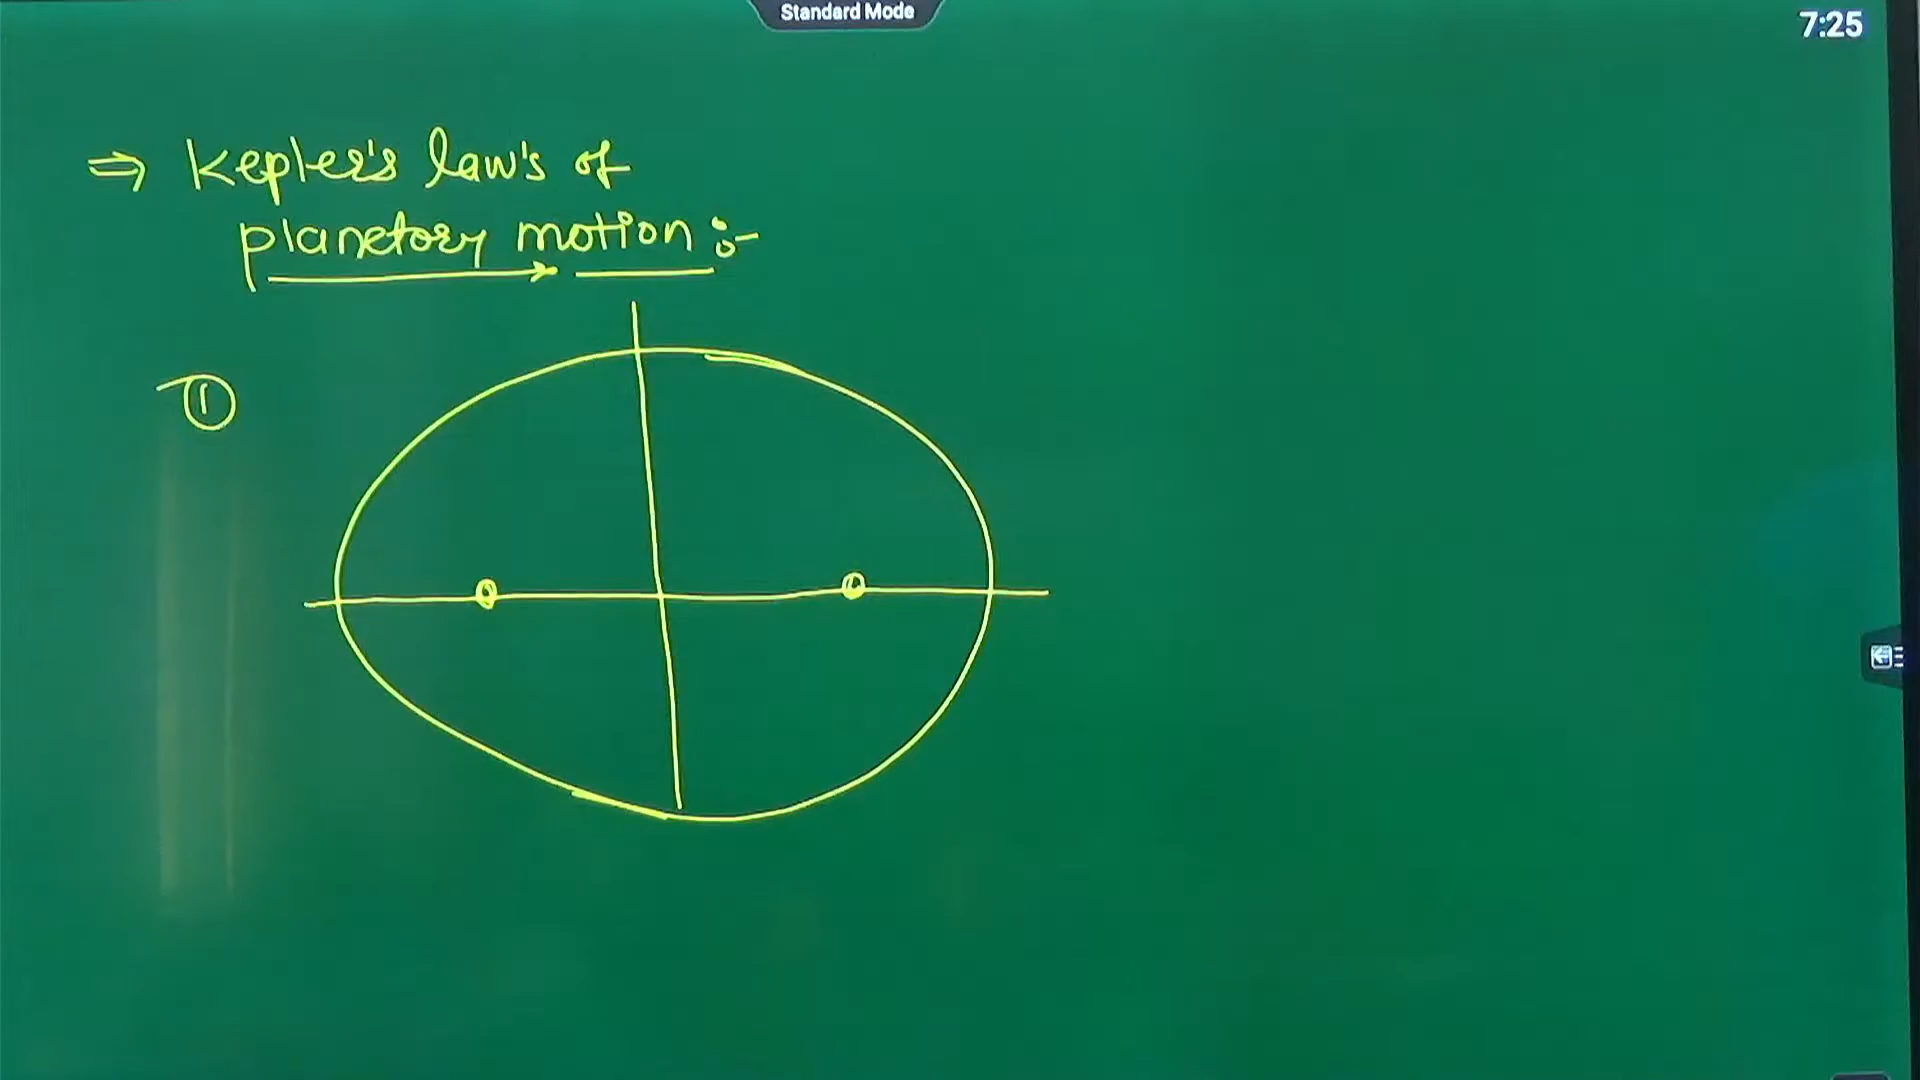 Standard Mode
7:25
⇒ Kepler's law's of
planetory motion :-
①